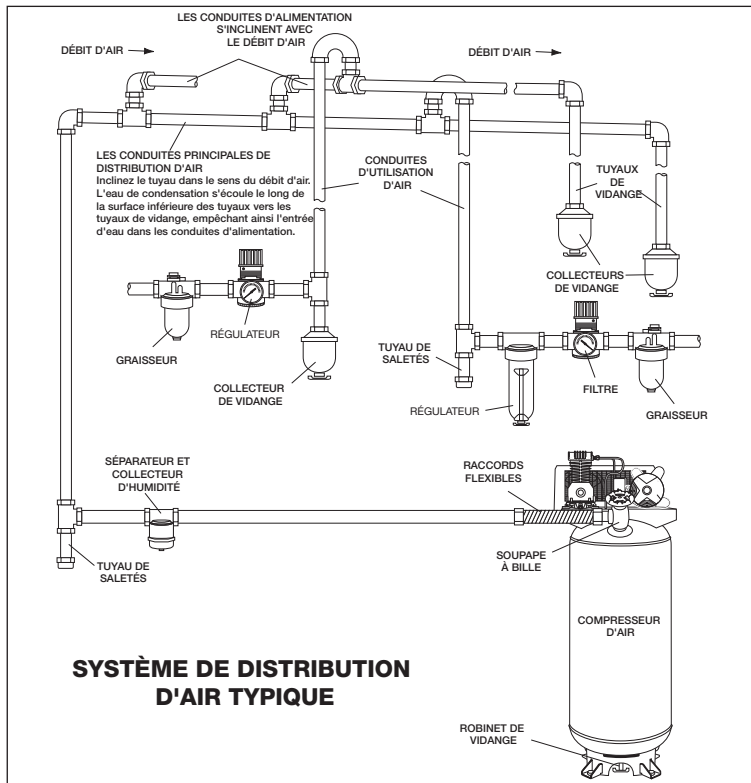 LES CONDUITES D'ALIMENTATION
S'INCLINENT AVEC
LE DÉBIT D'AIR
DÉBIT D'AIR
DÉBIT D'AIR
LES CONDUITES PRINCIPALES DE
DISTRIBUTION D'AIR
Inclinez le tuyau dans le sens du débit d'air.
L'eau de condensation s'écoule le long de
la surface inférieure des tuyaux vers les
tuyaux de vidange, empêchant ainsi l'entrée
d'eau dans les conduites d'alimentation.
CONDUITES
D'UTILISATION
D'AIR
TUYAUX
DE
VIDANGE
COLLECTEURS
DE VIDANGE
RÉGULATEUR
GRAISSEUR
COLLECTEUR
DE VIDANGE
TUYAU DE
SALETÉS
RÉGULATEUR
FILTRE
GRAISSEUR
SÉPARATEUR ET
COLLECTEUR
D'HUMIDITÉ
RACCORDS
FLEXIBLES
TUYAU DE
SALETÉS
SOUPAPE
À BILLE
COMPRESSEUR
D'AIR
SYSTÈME DE DISTRIBUTION
D'AIR TYPIQUE
ROBINET DE
VIDANGE